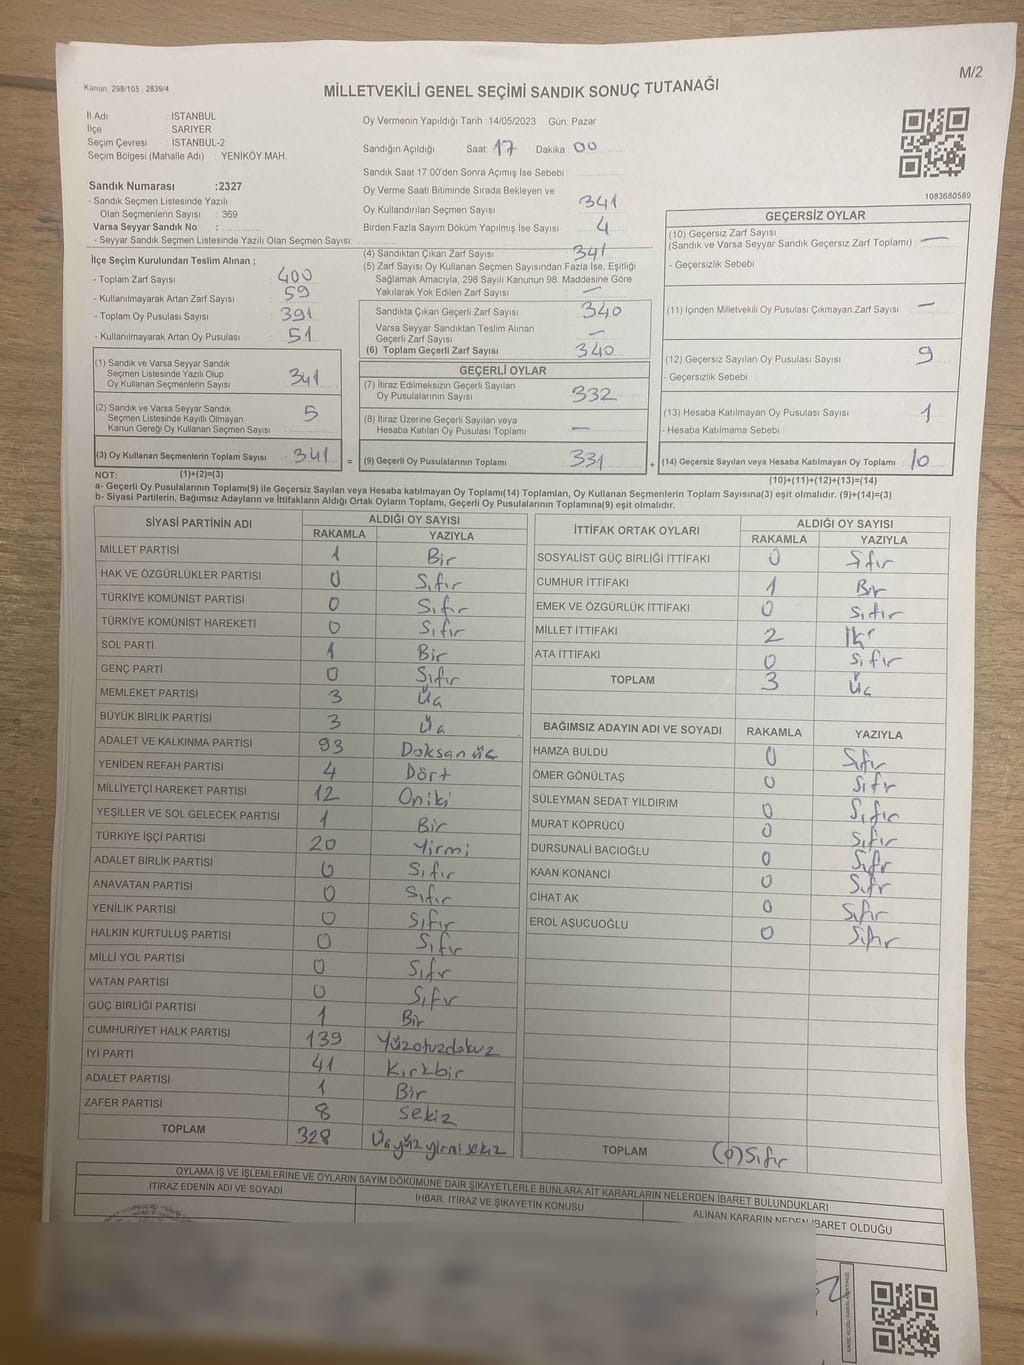 M/2
Kanun. 298/105 , 2839/4
MİLLETVEKİLİ GENEL SEÇİMİ SANDIK SONUÇ TUTANAĞI
İl Adı : ISTANBUL
İlçe : SARIYER
Seçim Çevresi : İSTANBUL-2
Seçim Bölgesi (Mahalle Adı) : YENİKÖY MAH.
Oy Vermenin Yapıldığı Tarih : 14/05/2023 Gün: Pazar
Sandığın Açıldığı Saat: 17 Dakika : 00
Sandık Saat 17.00'den Sonra Açımış İse Sebebi :
Oy Verme Saati Bitiminde Sırada Bekleyen ve
Oy Kullandırılan Seçmen Sayısı 341
Birden Fazla Sayım Döküm Yapılmış İse Sayısı : 4
1083680589
Sandık Numarası :2327
- Sandık Seçmen Listesinde Yazılı
Olan Seçmenlerin Sayısı : 369
Varsa Seyyar Sandık No :
- Seyyar Sandık Seçmen Listesinde Yazılı Olan Seçmen Sayısı:
İlçe Seçim Kurulundan Teslim Alınan ;
- Toplam Zarf Sayısı : 400
- Kullanılmayarak Artan Zarf Sayısı : 59
- Toplam Oy Pusulası Sayısı : 391
- Kullanılmayarak Artan Oy Pusulası : 51
(4) Sandıktan Çıkan Zarf Sayısı : 341
(5) Zarf Sayısı Oy Kullanan Seçmen Sayısından Fazla İse, Eşitliği
Sağlamak Amacıyla; 298 Sayılı Kanunun 98. Maddesine Göre
Yakılarak Yok Edilen Zarf Sayısı : —
Sandıkta Çıkan Geçerli Zarf Sayısı : 340
Varsa Seyyar Sandıktan Teslim Alınan
Geçerli Zarf Sayısı : —
(6) Toplam Geçerli Zarf Sayısı : 340
GEÇERSİZ OYLAR
(10) Geçersiz Zarf Sayısı
(Sandık ve Varsa Seyyar Sandık Geçersiz Zarf Toplamı) : —
- Geçersizlik Sebebi :
(11) İçinden Milletvekili Oy Pusulası Çıkmayan Zarf Sayısı : —
(12) Geçersiz Sayılan Oy Pusulası Sayısı : 9
- Geçersizlik Sebebi :
(13) Hesaba Katılmayan Oy Pusulası Sayısı : 1
- Hesaba Katılmama Sebebi :
(14) Geçersiz Sayılan veya Hesaba Katılmayan Oy Toplamı : 10
(10)+(11)+(12)+(13)=(14)
(1) Sandık ve Varsa Seyyar Sandık
Seçmen Listesinde Yazılı Olup
Oy Kullanan Seçmenlerin Sayısı : 341
(2) Sandık ve Varsa Seyyar Sandık
Seçmen Listesinde Kayıtlı Olmayan
Kanun Gereği Oy Kullanan Seçmen Sayısı : 5
(3) Oy Kullanan Seçmenlerin Toplam Sayısı : 341 =
(1)+(2)=(3)
GEÇERLİ OYLAR
(7) İtiraz Edilmeksizin Geçerli Sayılan
Oy Pusulalarının Sayısı : 332
(8) İtiraz Üzerine Geçerli Sayılan veya
Hesaba Katılan Oy Pusulası Toplamı : —
(9) Geçerli Oy Pusulalarının Toplamı : 331 +
NOT:
a- Geçerli Oy Pusulalarının Toplamı(9) ile Geçersiz Sayılan veya Hesaba katılmayan Oy Toplamı(14) Toplamları, Oy Kullanan Seçmenlerin Toplam Sayısına(3) eşit olmalıdır. (9)+(14)=(3)
b- Siyasi Partilerin, Bağımsız Adayların ve İttifakların Aldığı Ortak Oyların Toplamı, Geçerli Oy Pusulalarının Toplamına(9) eşit olmalıdır.
SİYASİ PARTİNİN ADI ALDIĞI OY SAYISI
RAKAMLA YAZIYLA
MİLLET PARTİSİ 1 Bir
HAK VE ÖZGÜRLÜKLER PARTİSİ 0 Sıfır
TÜRKİYE KOMÜNİST PARTİSİ 0 Sıfır
TÜRKİYE KOMÜNİST HAREKETİ 0 Sıfır
SOL PARTİ 1 Bir
GENÇ PARTİ 0 Sıfır
MEMLEKET PARTİSİ 3 Üç
BÜYÜK BİRLİK PARTİSİ 3 Üç
ADALET VE KALKINMA PARTİSİ 93 Doksan üç
YENİDEN REFAH PARTİSİ 4 Dört
MİLLİYETÇİ HAREKET PARTİSİ 12 Oniki
YEŞİLLER VE SOL GELECEK PARTİSİ 1 Bir
TÜRKİYE İŞÇİ PARTİSİ 20 Yirmi
ADALET BİRLİK PARTİSİ 0 Sıfır
ANAVATAN PARTİSİ 0 Sıfır
YENİLİK PARTİSİ 0 Sıfır
HALKIN KURTULUŞ PARTİSİ 0 Sıfır
MİLLİ YOL PARTİSİ 0 Sıfır
VATAN PARTİSİ 0 Sıfır
GÜÇ BİRLİĞİ PARTİSİ 1 Bir
CUMHURİYET HALK PARTİSİ 139 Yüzotuzdokuz
İYİ PARTİ 41 Kırkbir
ADALET PARTİSİ 1 Bir
ZAFER PARTİSİ 8 Sekiz
TOPLAM 328 Üçyüz yirmi sekiz
İTTİFAK ORTAK OYLARI ALDIĞI OY SAYISI
RAKAMLA YAZIYLA
SOSYALİST GÜÇ BİRLİĞİ İTTİFAKI 0 Sıfır
CUMHUR İTTİFAKI 1 Bir
EMEK VE ÖZGÜRLÜK İTTİFAKI 0 Sıfır
MİLLET İTTİFAKI 2 İki
ATA İTTİFAKI 0 Sıfır
TOPLAM 3 Üç
BAĞIMSIZ ADAYIN ADI VE SOYADI RAKAMLA YAZIYLA
HAMZA BULDU 0 Sıfır
ÖMER GÖNÜLTAŞ 0 Sıfır
SÜLEYMAN SEDAT YILDIRIM 0 Sıfır
MURAT KÖPRÜCÜ 0 Sıfır
DURSUNALİ BACIOĞLU 0 Sıfır
KAAN KONANCI 0 Sıfır
CİHAT AK 0 Sıfır
EROL AŞUCUOĞLU 0 Sıfır
TOPLAM (0) Sıfır
OYLAMA İŞ VE İŞLEMLERİNE VE OYLARIN SAYIM DÖKÜMÜNE DAİR ŞİKAYETLERLE BUNLARA AİT KARARLARIN NELERDEN İBARET BULUNDUKLARI
İTİRAZ EDENİN ADI VE SOYADI İHBAR, İTİRAZ VE ŞİKAYETİN KONUSU ALINAN KARARIN NEDEN İBARET OLDUĞU